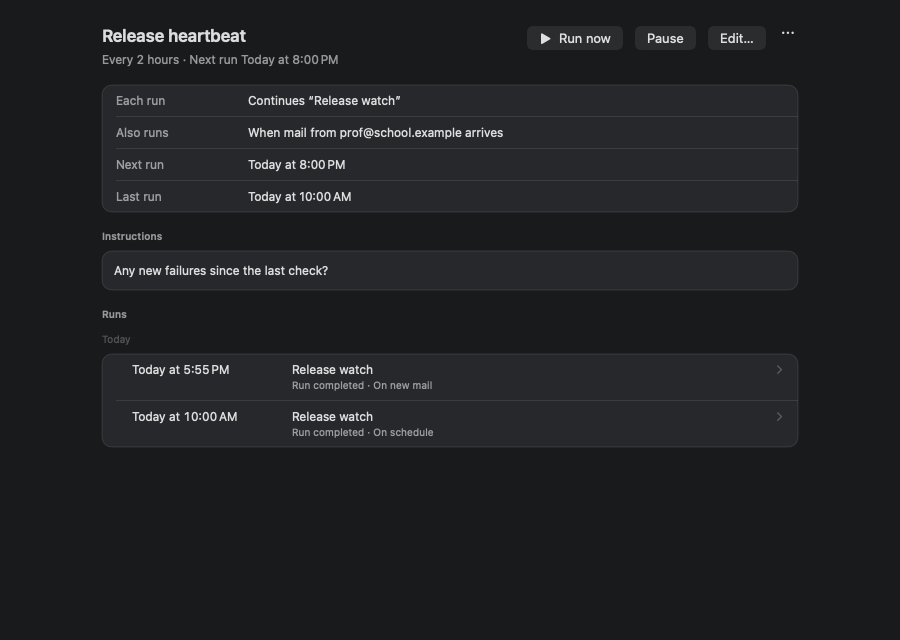 Release heartbeat
Run now
Pause
Edit...
Every 2 hours · Next run Today at 8:00 PM
Each run
Continues “Release watch”
Also runs
When mail from prof@school.example arrives
Next run
Today at 8:00 PM
Last run
Today at 10:00 AM
Instructions
Any new failures since the last check?
Runs
Today
Today at 5:55 PM
Release watch
Run completed · On new mail
Today at 10:00 AM
Release watch
Run completed · On schedule